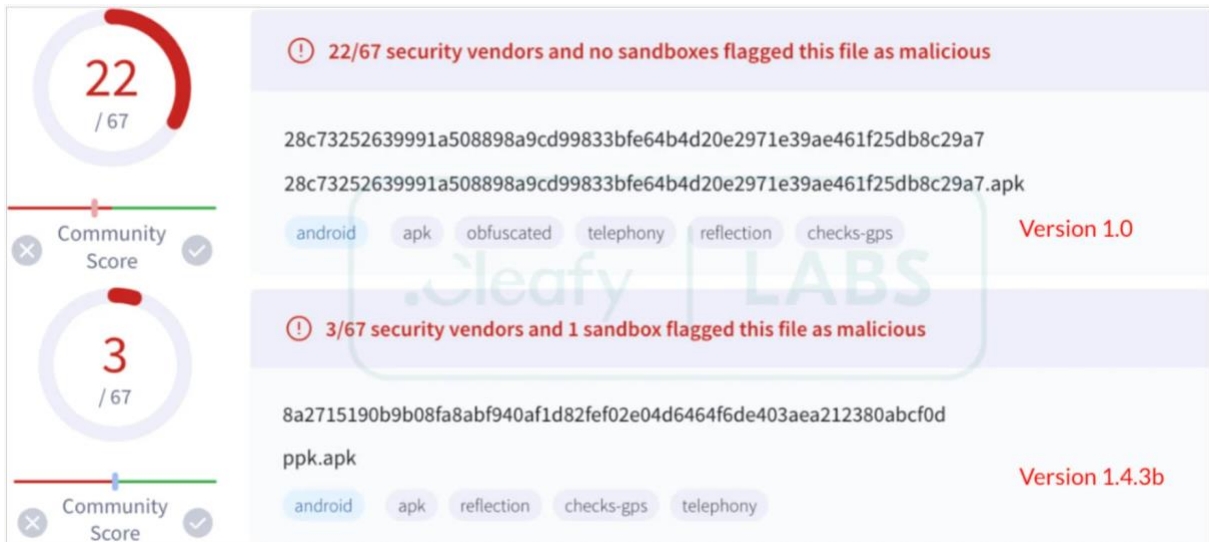 22
/ 67
Community
Score
22/67 security vendors and no sandboxes flagged this file as malicious
28c73252639991a508898a9cd99833bfe64b4d20e2971e39ae461f25db8c29a7
28c73252639991a508898a9cd99833bfe64b4d20e2971e39ae461f25db8c29a7.apk
android apk obfuscated telephony reflection checks-gps
Version 1.0
3
/ 67
Community
Score
3/67 security vendors and 1 sandbox flagged this file as malicious
8a2715190b9b08fa8abf940af1d82fef02e04d6464f6de403aea212380abcf0d
ppk.apk
android apk reflection checks-gps telephony
Version 1.4.3b
.Cleafy LABS